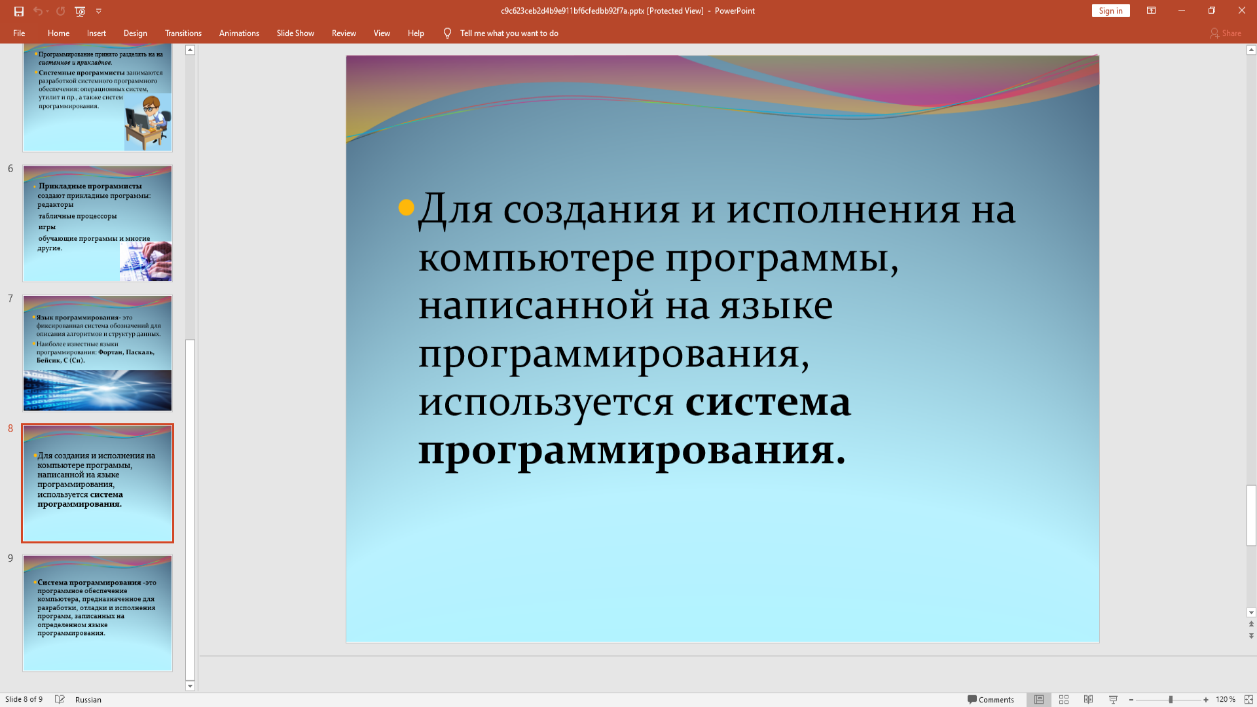 c9c623ceb2d4b9e911bf6cfedbb92f7a.pptx [Protected View] - PowerPoint
Sign in
File Home Insert Design Transitions Animations Slide Show Review View Help Tell me what you want to do
Share
Программирование принято разделять на на
системное и прикладное.
Системные программисты занимаются
разработкой системного программного
обеспечения: операционных систем,
утилит и пр., а также систем
программирования.
6
Прикладные программисты
создают прикладные программы:
редакторы
табличные процессоры
игры
обучающие программы и многие
другие.
7
Язык программирования- это
фиксированная система обозначений для
описания алгоритмов и структур данных.
Наиболее известные языки
программирования: Фортан, Паскаль,
Бейсик, С (Си).
8
Для создания и исполнения на
компьютере программы,
написанной на языке
программирования,
используется система
программирования.
9
Система программирования -это
программное обеспечение
компьютера, предназначенное для
разработки, отладки и исполнения
программ, записанных на
определенном языке
программирования.
Для создания и исполнения на
компьютере программы,
написанной на языке
программирования,
используется система
программирования.
Slide 8 of 9 Russian
Comments
120 %